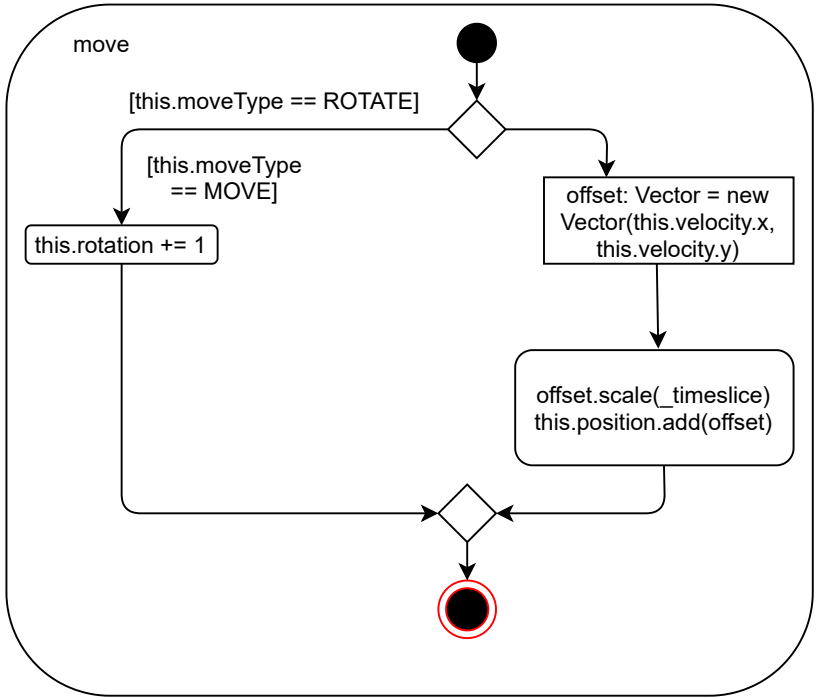 move
[this.moveType == ROTATE]
[this.moveType
== MOVE]
this.rotation += 1
offset: Vector = new
Vector(this.velocity.x,
this.velocity.y)
offset.scale(_timeslice)
this.position.add(offset)